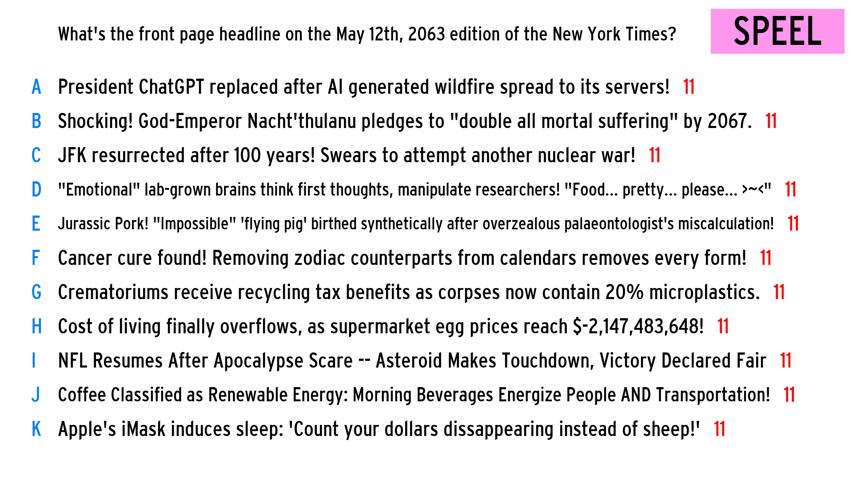 What's the front page headline on the May 12th, 2063 edition of the New York Times?
SPEEL
A President ChatGPT replaced after AI generated wildfire spread to its servers! 11
B Shocking! God-Emperor Nacht'thulanu pledges to "double all mortal suffering" by 2067. 11
C JFK resurrected after 100 years! Swears to attempt another nuclear war! 11
D "Emotional" lab-grown brains think first thoughts, manipulate researchers! "Food... pretty... please... >~<" 11
E Jurassic Pork! "Impossible" 'flying pig' birthed synthetically after overzealous palaeontologist's miscalculation! 11
F Cancer cure found! Removing zodiac counterparts from calendars removes every form! 11
G Crematoriums receive recycling tax benefits as corpses now contain 20% microplastics. 11
H Cost of living finally overflows, as supermarket egg prices reach $-2,147,483,648! 11
I NFL Resumes After Apocalypse Scare -- Asteroid Makes Touchdown, Victory Declared Fair 11
J Coffee Classified as Renewable Energy: Morning Beverages Energize People AND Transportation! 11
K Apple's iMask induces sleep: 'Count your dollars dissappearing instead of sheep!' 11